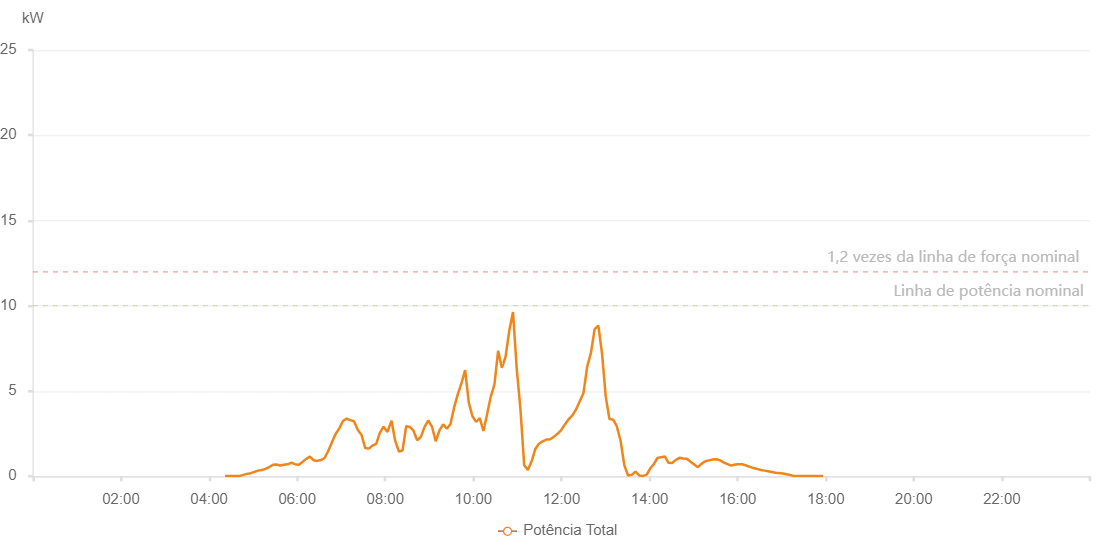 kW
25
20
15
1,2 vezes da linha de força nominal
Linha de potência nominal
10
5
0
02:00 04:00 06:00 08:00 10:00 12:00 14:00 16:00 18:00 20:00 22:00
Potência Total